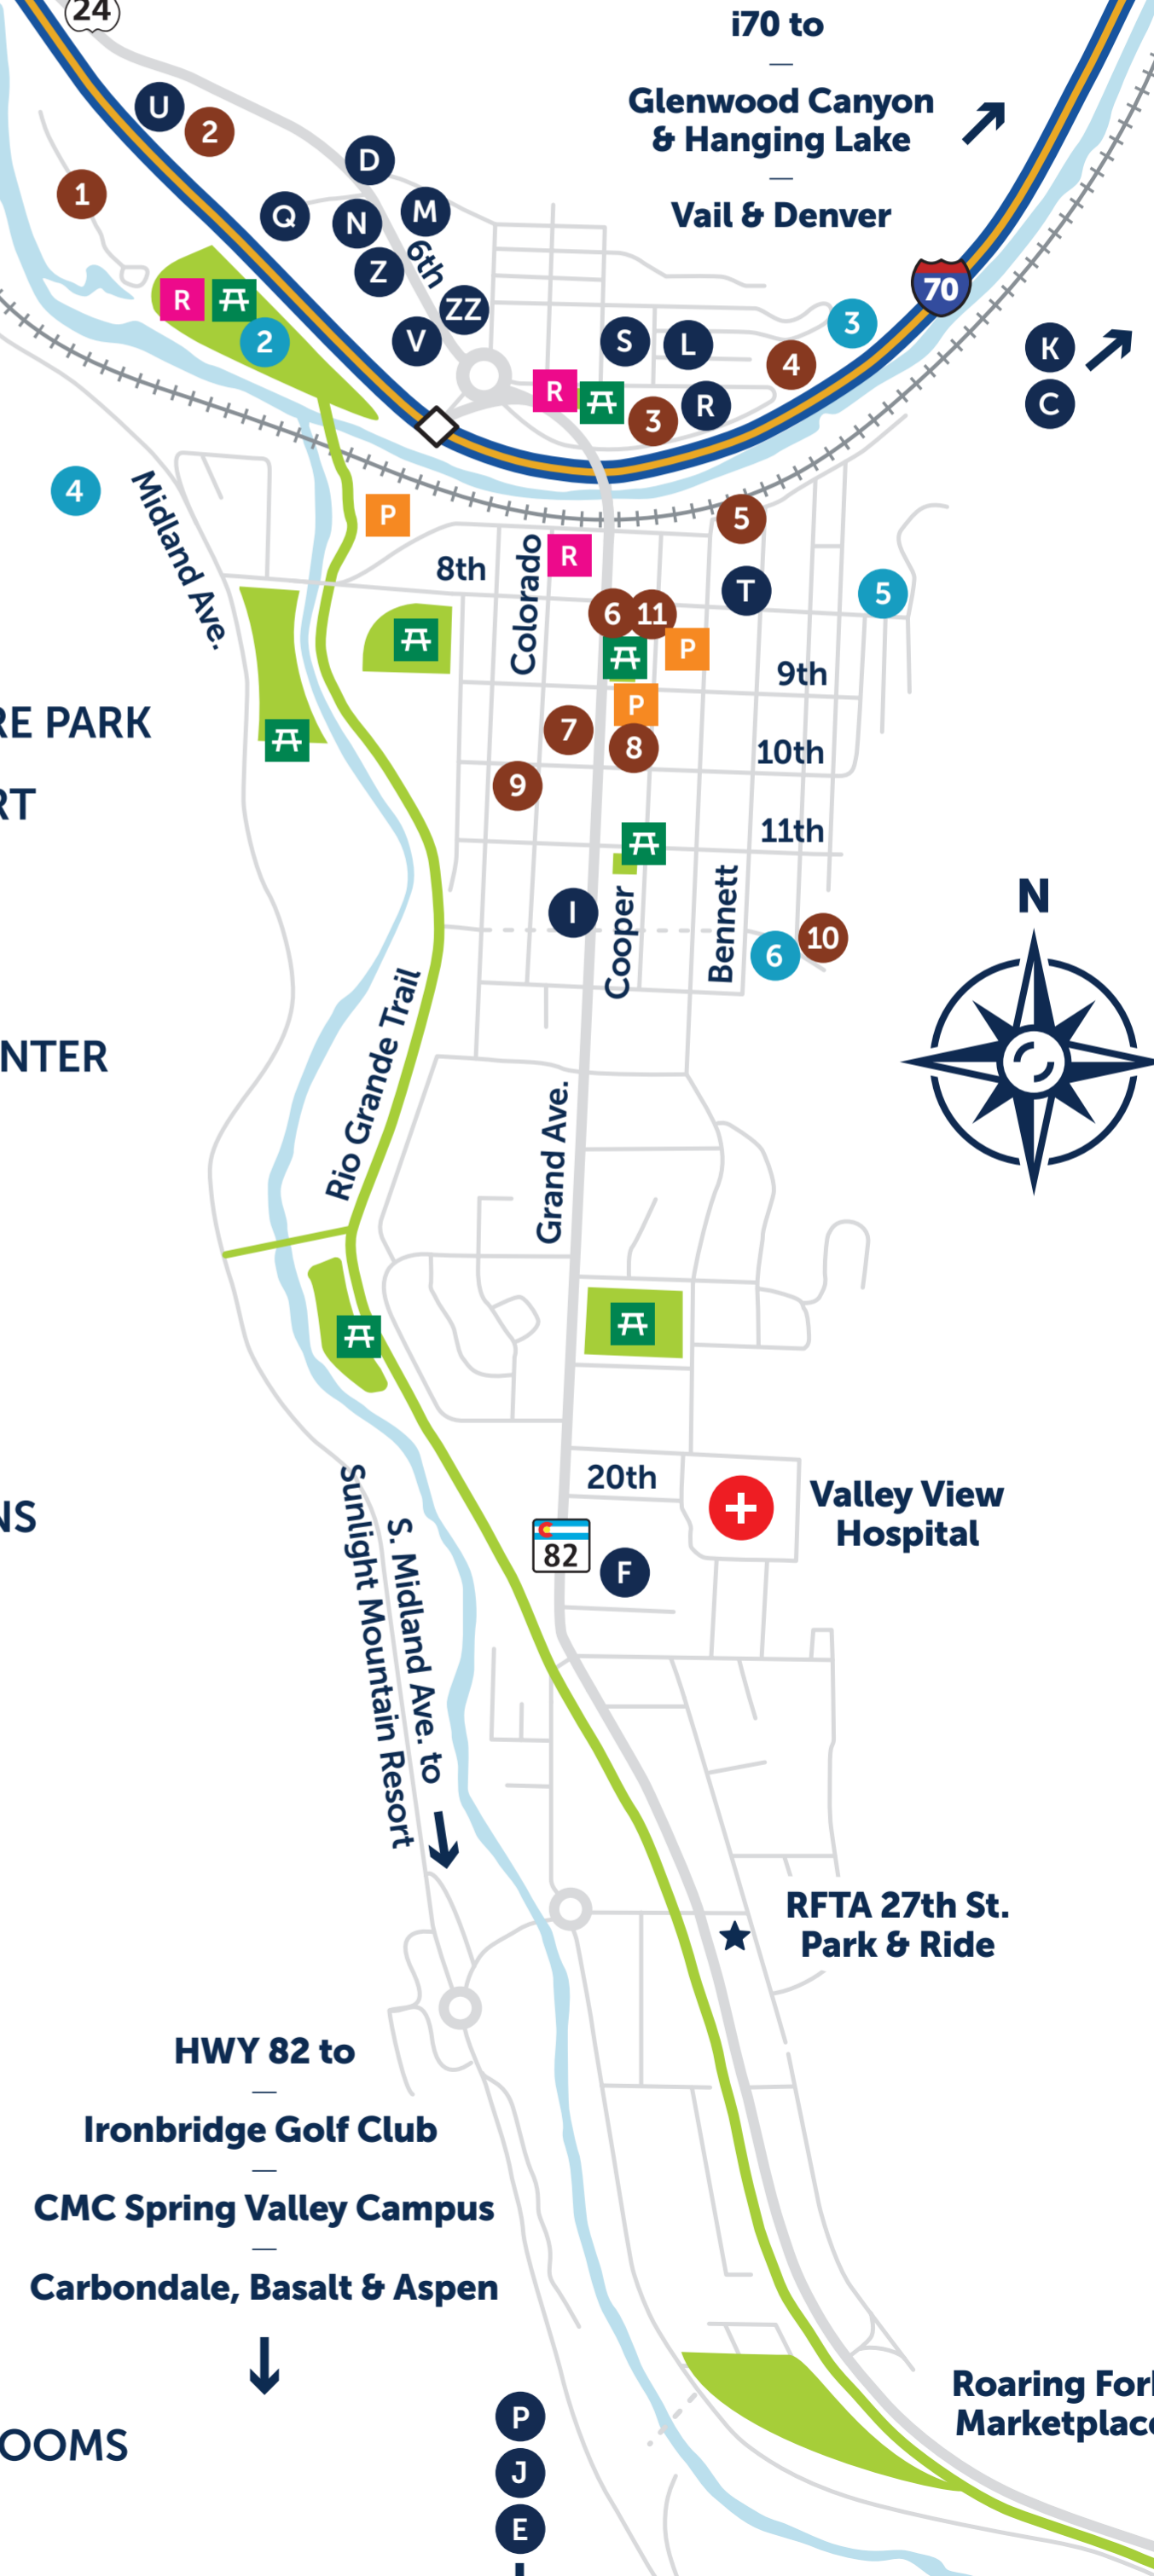 24
i70 to
—
Glenwood Canyon
& Hanging Lake
—
Vail & Denver
U
2
D
1
Q
N
M
6th
Z
ZZ
V
70
R
2
3
S
L
4
K
C
R
3
R
4
Midland Ave.
P
5
8th
Colorado
R
T
5
6
11
P
9th
RE PARK
P
7
8
10th
RT
9
11th
I
Cooper
Bennett
6
10
N
Rio Grande Trail
NTER
Grand Ave.
20th
Valley View
Hospital
NS
82
F
S. Midland Ave. to
Sunlight Mountain Resort
RFTA 27th St.
Park & Ride
HWY 82 to
—
Ironbridge Golf Club
—
CMC Spring Valley Campus
—
Carbondale, Basalt & Aspen
Roaring For
Marketplac
P
OOMS
J
E